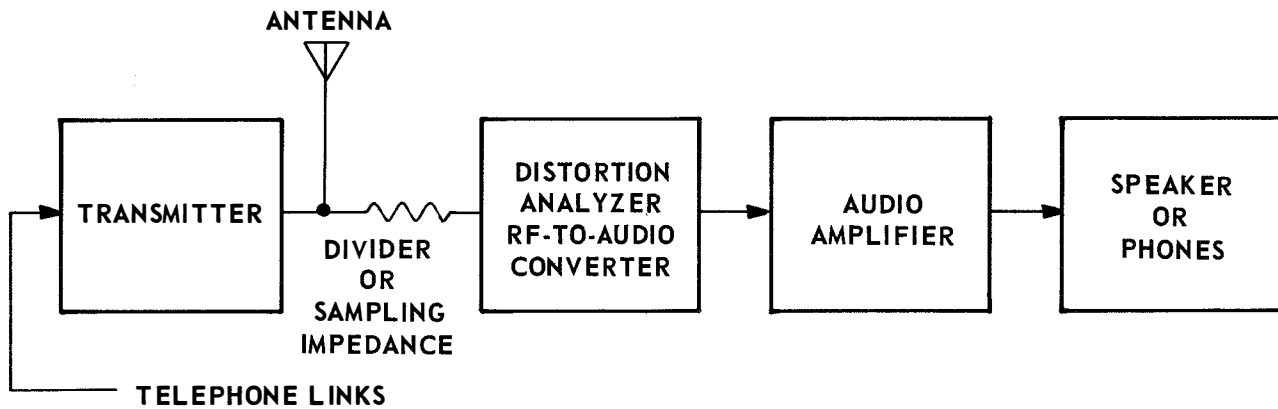 ANTENNA
TRANSMITTER
DIVIDER
OR
SAMPLING
IMPEDANCE
DISTORTION
ANALYZER
RF-TO-AUDIO
CONVERTER
AUDIO
AMPLIFIER
SPEAKER
OR
PHONES
TELEPHONE LINKS